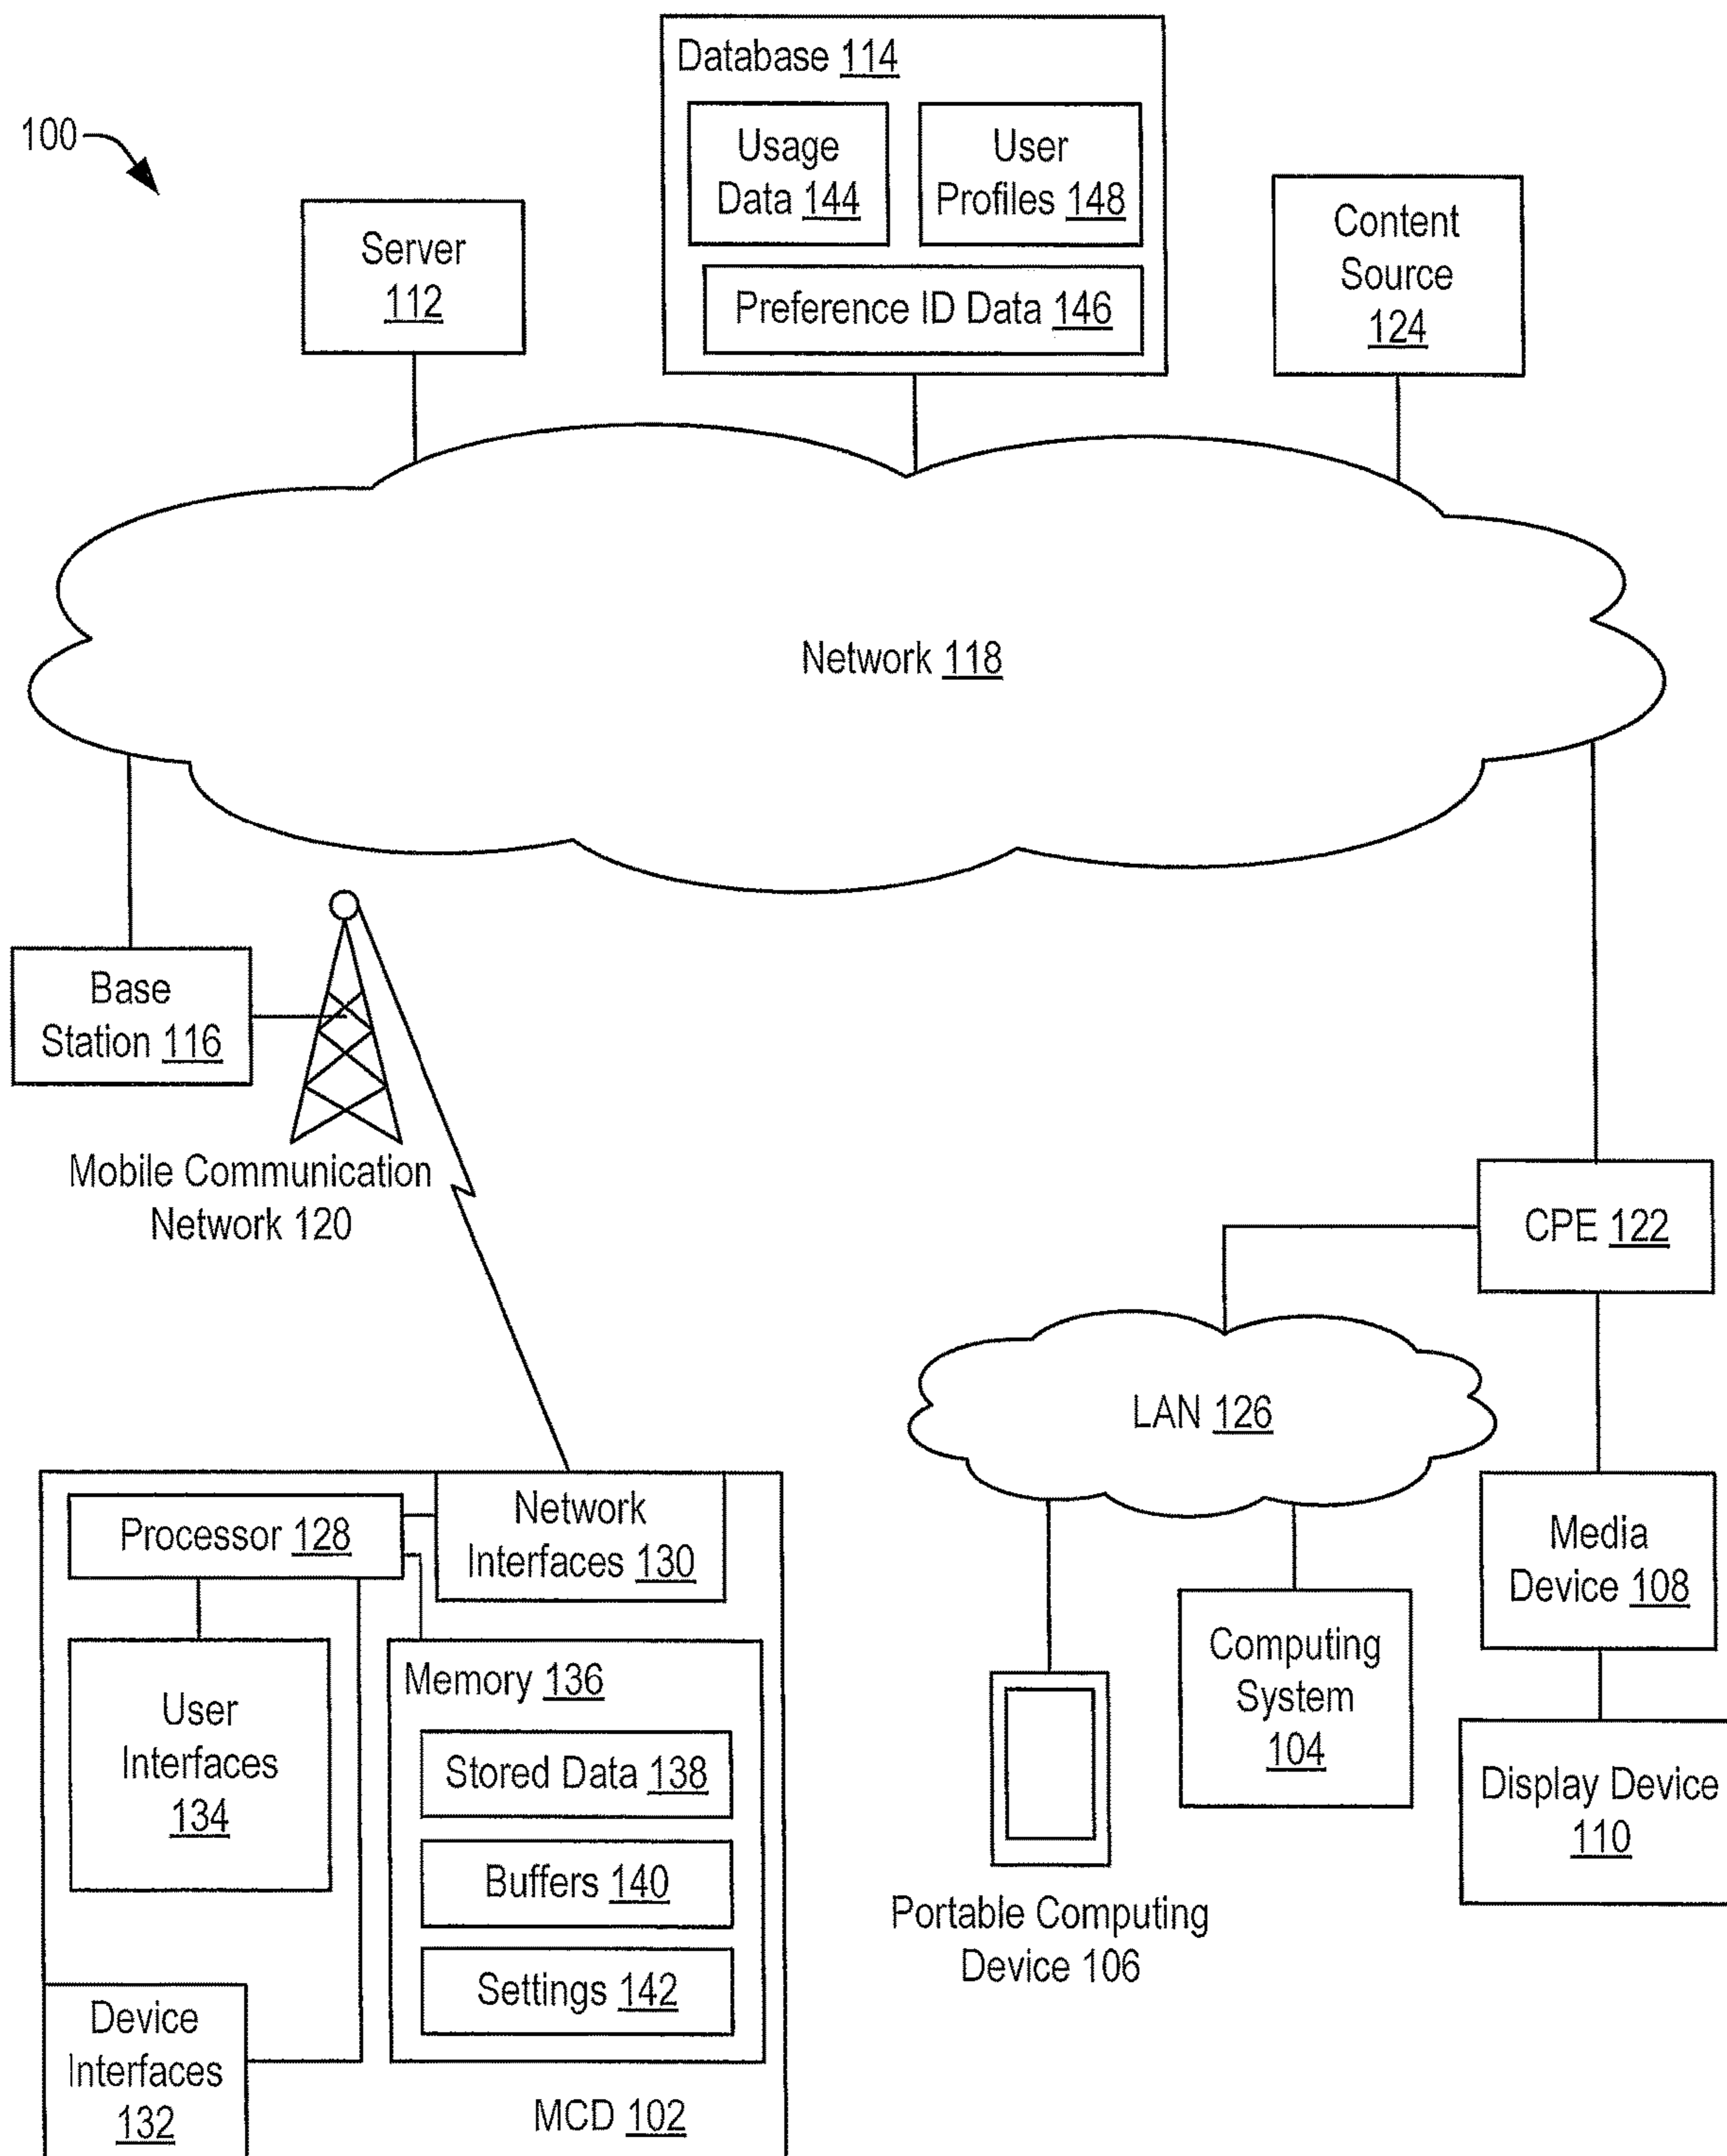 100
Database 114
Usage
Data 144
User
Profiles 148
Preference ID Data 146
Server
112
Content
Source
124
Network 118
Base
Station 116
Mobile Communication
Network 120
CPE 122
LAN 126
Processor 128
Network
Interfaces 130
User
Interfaces
134
Memory 136
Stored Data 138
Buffers 140
Settings 142
Device
Interfaces
132
MCD 102
Portable Computing
Device 106
Computing
System
104
Media
Device 108
Display Device
110